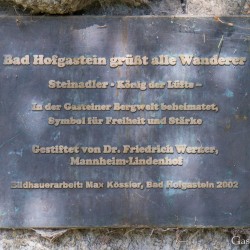 Bad Hofgastein grüßt alle Wanderer
Steinadler - König der Lüfte –
In der Gasteiner Bergwelt beheimatet,
Symbol für Freiheit und Stärke
Gestiftet von Dr. Friedrich Werner,
Mannheim-Lindenhof
Bildhauerarbeit: Max Kössler, Bad Hofgastein 2002